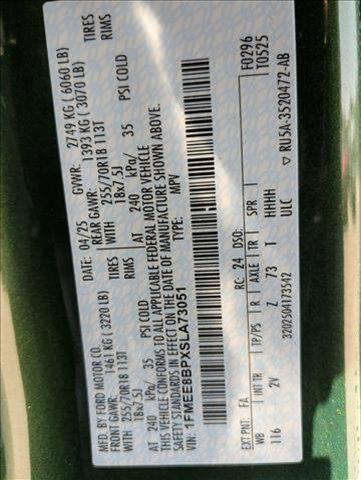 MFD. BY FORD MOTOR CO.
DATE: 04/25 GVWR: 2749 KG ( 6060 LB)
FRONT GAWR: 1461 KG ( 3220 LB) REAR GAWR: 1393 KG ( 3070 LB)
WITH 255/70R18 113T WITH 255/70R18 113T TIRES
18x7.5J 18x7.5J RIMS
AT 240 kPa/ 35 PSI COLD AT 240 kPa/ 35 PSI COLD
THIS VEHICLE CONFORMS TO ALL APPLICABLE FEDERAL MOTOR VEHICLE
SAFETY STANDARDS IN EFFECT ON THE DATE OF MANUFACTURE SHOWN ABOVE.
VIN: 1FMEE8BPXSLA73051 TYPE: MPV
F0296
T0525
EXT PNT: FA RC: 24 DSO:
WB INT TR TP/PS R AXLE TR SPR
116 2V Z 73 T HHHH
3202504173542 ULC
RU5A-3520472-AB